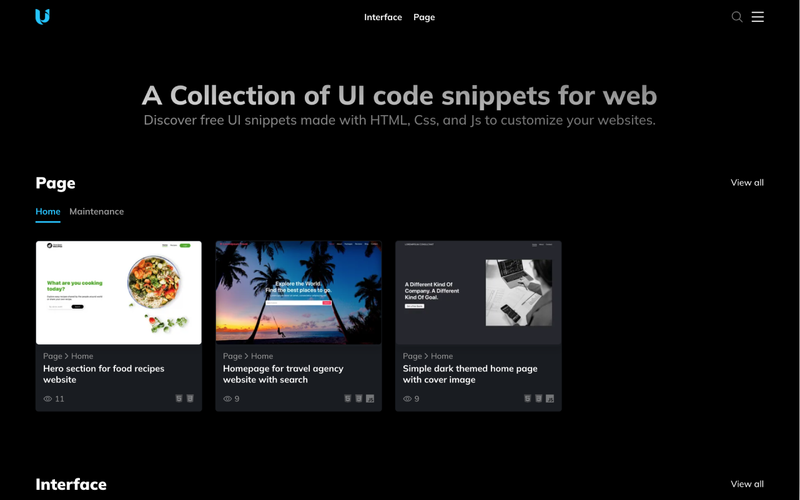 Interface Page
A Collection of UI code snippets for web
Discover free UI snippets made with HTML, Css, and Js to customize your websites.
Page
View all
Home Maintenance
What are you cooking
today?
Explore the World.
Find the best places to go.
A Different Kind Of
Company. A Different
Kind Of Goal.
Page > Home
Hero section for food recipes
website
11
Page > Home
Homepage for travel agency
website with search
9
Page > Home
Simple dark themed home page
with cover image
9
Interface
View all